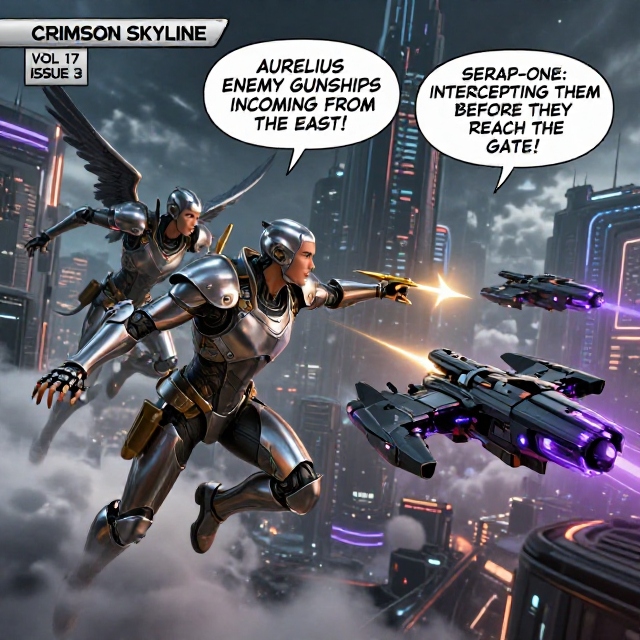 CRIMSON SKYLINE
VOL 17
ISSUE 3
AURELIUS
ENEMY GUNSHIPS
INCOMING FROM
THE EAST!
SERAP-ONE:
INTERCEPTING THEM
BEFORE THEY
REACH THE
GATE!